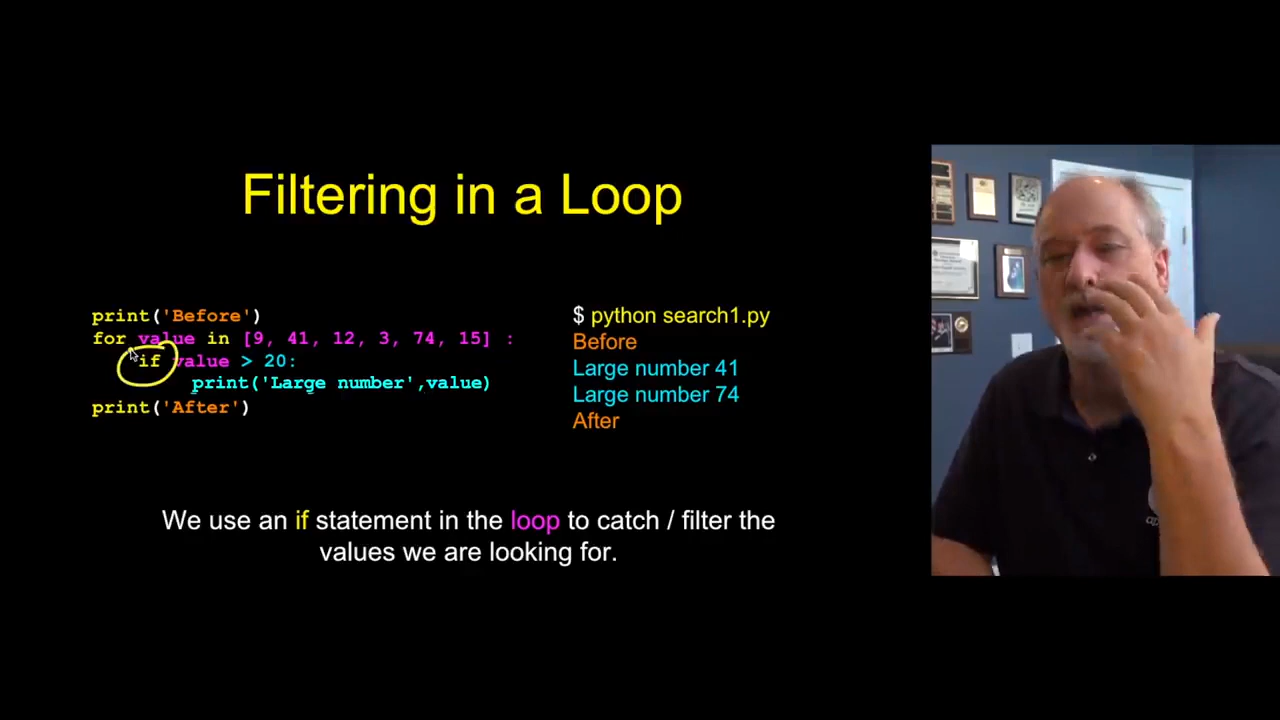 Filtering in a Loop
print('Before')
for value in [9, 41, 12, 3, 74, 15] :
if value > 20:
print('Large number',value)
print('After')
$ python search1.py
Before
Large number 41
Large number 74
After
We use an if statement in the loop to catch / filter the
values we are looking for.